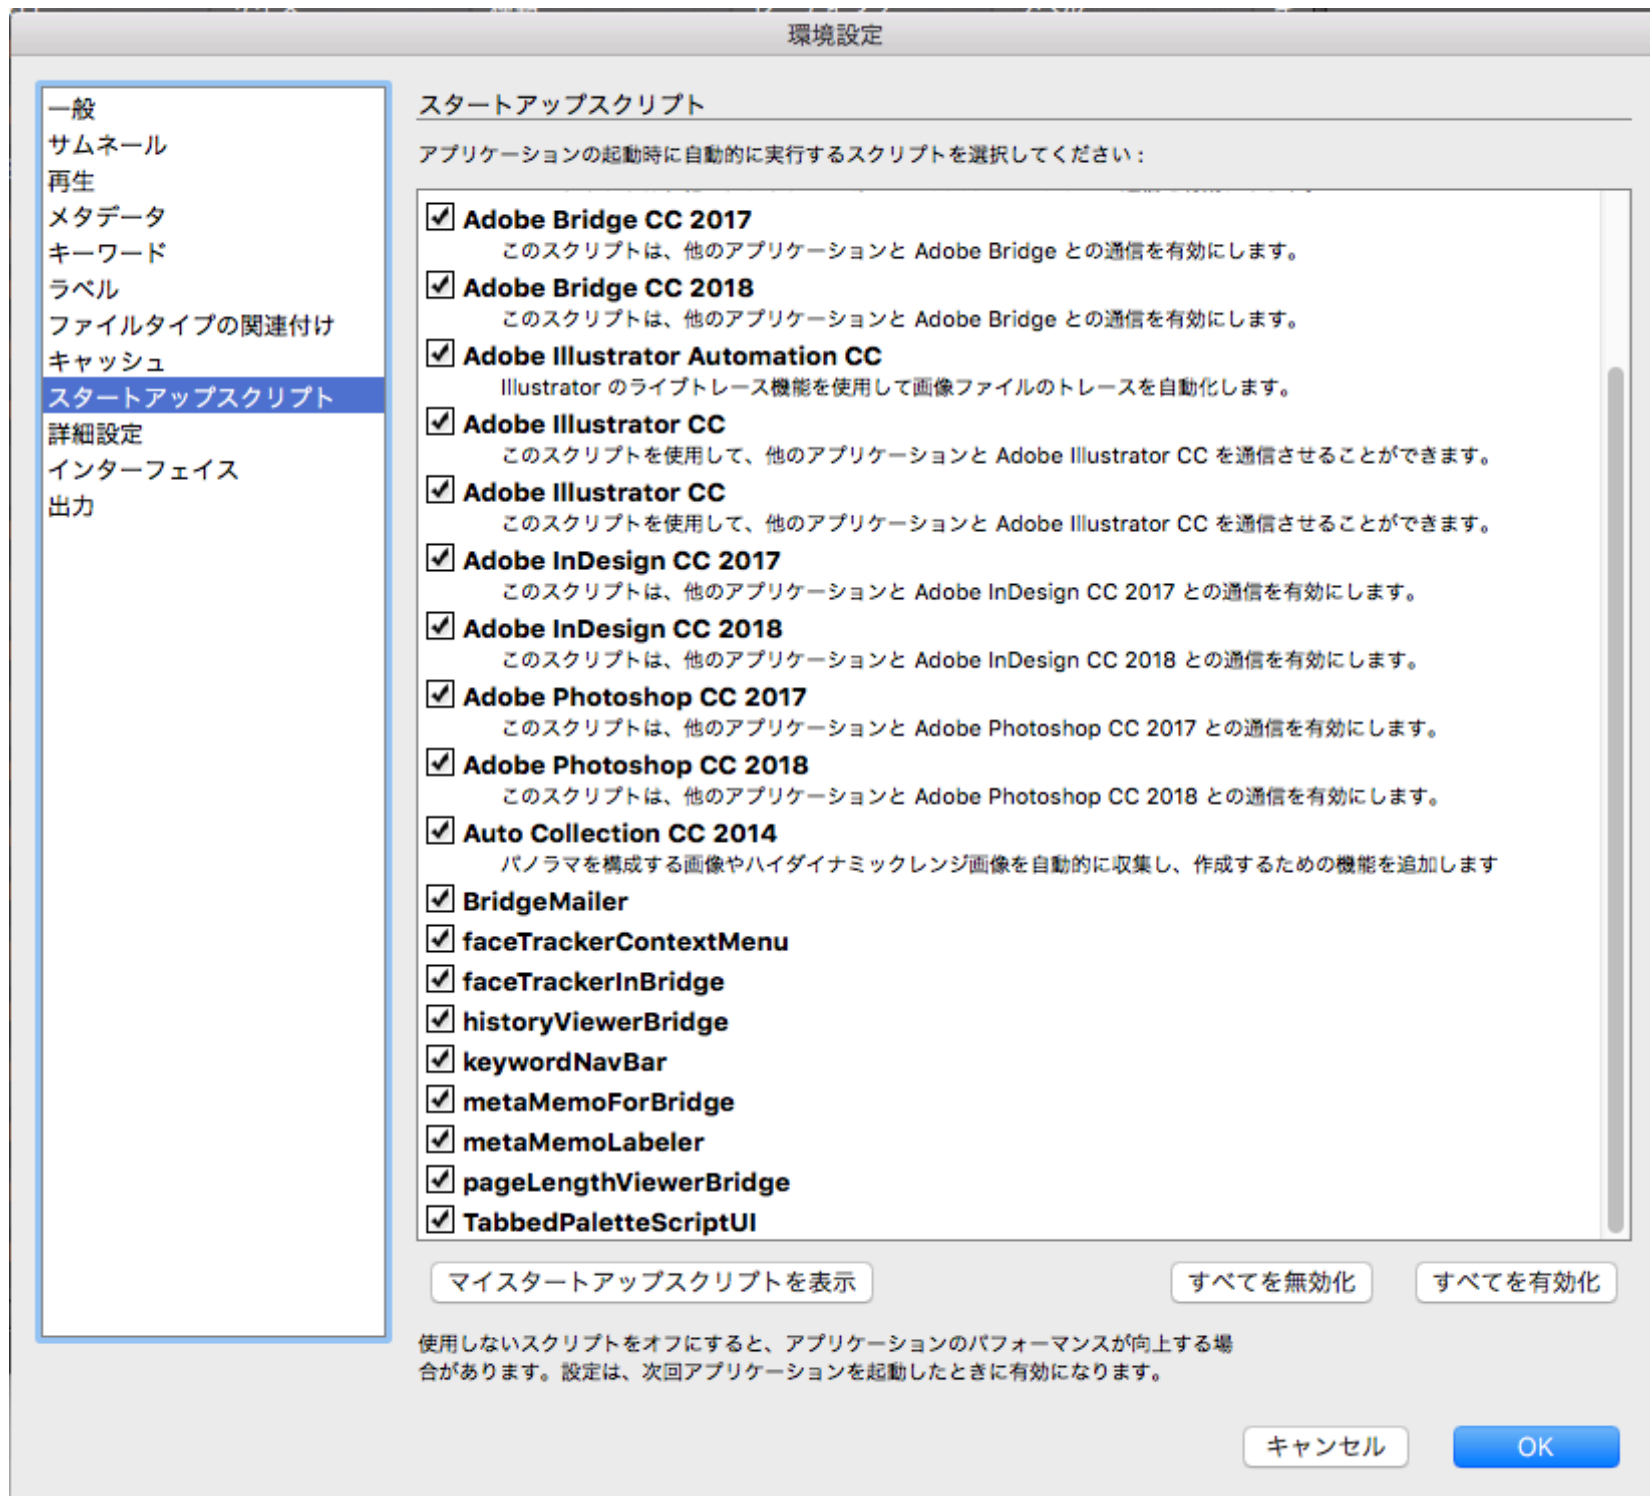 環境設定
一般
サムネール
再生
メタデータ
キーワード
ラベル
ファイルタイプの関連付け
キャッシュ
スタートアップスクリプト
詳細設定
インターフェイス
出力
スタートアップスクリプト
アプリケーションの起動時に自動的に実行するスクリプトを選択してください：
Adobe Bridge CC 2017
このスクリプトは、他のアプリケーションと Adobe Bridge との通信を有効にします。
Adobe Bridge CC 2018
このスクリプトは、他のアプリケーションと Adobe Bridge との通信を有効にします。
Adobe Illustrator Automation CC
Illustrator のライブトレース機能を使用して画像ファイルのトレースを自動化します。
Adobe Illustrator CC
このスクリプトを使用して、他のアプリケーションと Adobe Illustrator CC を通信させることができます。
Adobe Illustrator CC
このスクリプトを使用して、他のアプリケーションと Adobe Illustrator CC を通信させることができます。
Adobe InDesign CC 2017
このスクリプトは、他のアプリケーションと Adobe InDesign CC 2017 との通信を有効にします。
Adobe InDesign CC 2018
このスクリプトは、他のアプリケーションと Adobe InDesign CC 2018 との通信を有効にします。
Adobe Photoshop CC 2017
このスクリプトは、他のアプリケーションと Adobe Photoshop CC 2017 との通信を有効にします。
Adobe Photoshop CC 2018
このスクリプトは、他のアプリケーションと Adobe Photoshop CC 2018 との通信を有効にします。
Auto Collection CC 2014
パノラマを構成する画像やハイダイナミックレンジ画像を自動的に収集し、作成するための機能を追加します
BridgeMailer
faceTrackerContextMenu
faceTrackerInBridge
historyViewerBridge
keywordNavBar
metaMemoForBridge
metaMemoLabeler
pageLengthViewerBridge
TabbedPaletteScriptUI
マイスタートアップスクリプトを表示
すべてを無効化
すべてを有効化
使用しないスクリプトをオフにすると、アプリケーションのパフォーマンスが向上する場
合があります。設定は、次回アプリケーションを起動したときに有効になります。
キャンセル
OK